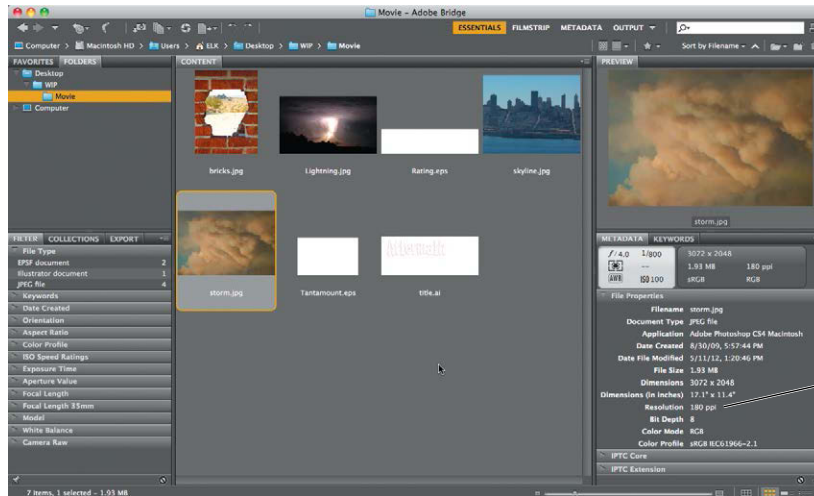 Movie – Adobe Bridge
ESSENTIALS FILMSTRIP METADATA OUTPUT
Computer > Macintosh HD > Users > ELK > Desktop > WIP > Movie
Sort by Filename
FAVORITES FOLDERS
Desktop
WIP
Movie
Computer
CONTENT
bricks.jpg
Lightning.jpg
Rating.eps
skyline.jpg
storm.jpg
Tantamount.eps
title.ai
Aftermath
FILTER COLLECTIONS EXPORT
File Type
EPSF document 2
Illustrator document 1
JPEG file 4
Keywords
Date Created
Orientation
Aspect Ratio
Color Profile
ISO Speed Ratings
Exposure Time
Aperture Value
Focal Length
Focal Length 35mm
Model
White Balance
Camera Raw
PREVIEW
storm.jpg
METADATA KEYWORDS
f/4.0 1/800
--
AWB ISO100
3072 x 2048
1.93 MB 180 ppi
sRGB RGB
File Properties
Filename storm.jpg
Document Type JPEG file
Application Adobe Photoshop CS4 Macintosh
Date Created 8/30/09, 5:57:44 PM
Date File Modified 5/11/12, 1:20:46 PM
File Size 1.93 MB
Dimensions 3072 x 2048
Dimensions (in inches) 17.1" x 11.4"
Resolution 180 ppi
Bit Depth 8
Color Mode RGB
Color Profile sRGB IEC61966-2.1
IPTC Core
IPTC Extension
7 items, 1 selected – 1.93 MB